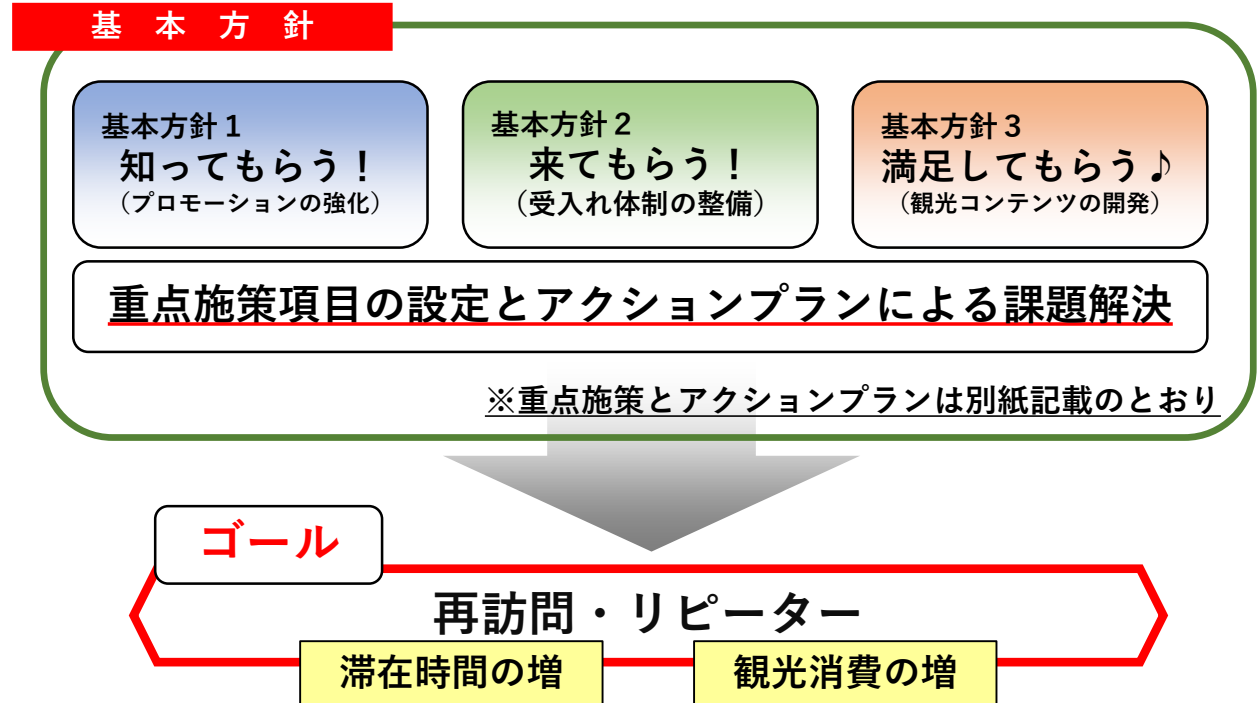 基　本　方　針
基本方針１
知ってもらう！
（プロモーションの強化）
基本方針２
来てもらう！
（受入れ体制の整備）
基本方針３
満足してもらう♪
（観光コンテンツの開発）
重点施策項目の設定とアクションプランによる課題解決
※重点施策とアクションプランは別紙記載のとおり
ゴール
再訪問・リピーター
滞在時間の増
観光消費の増